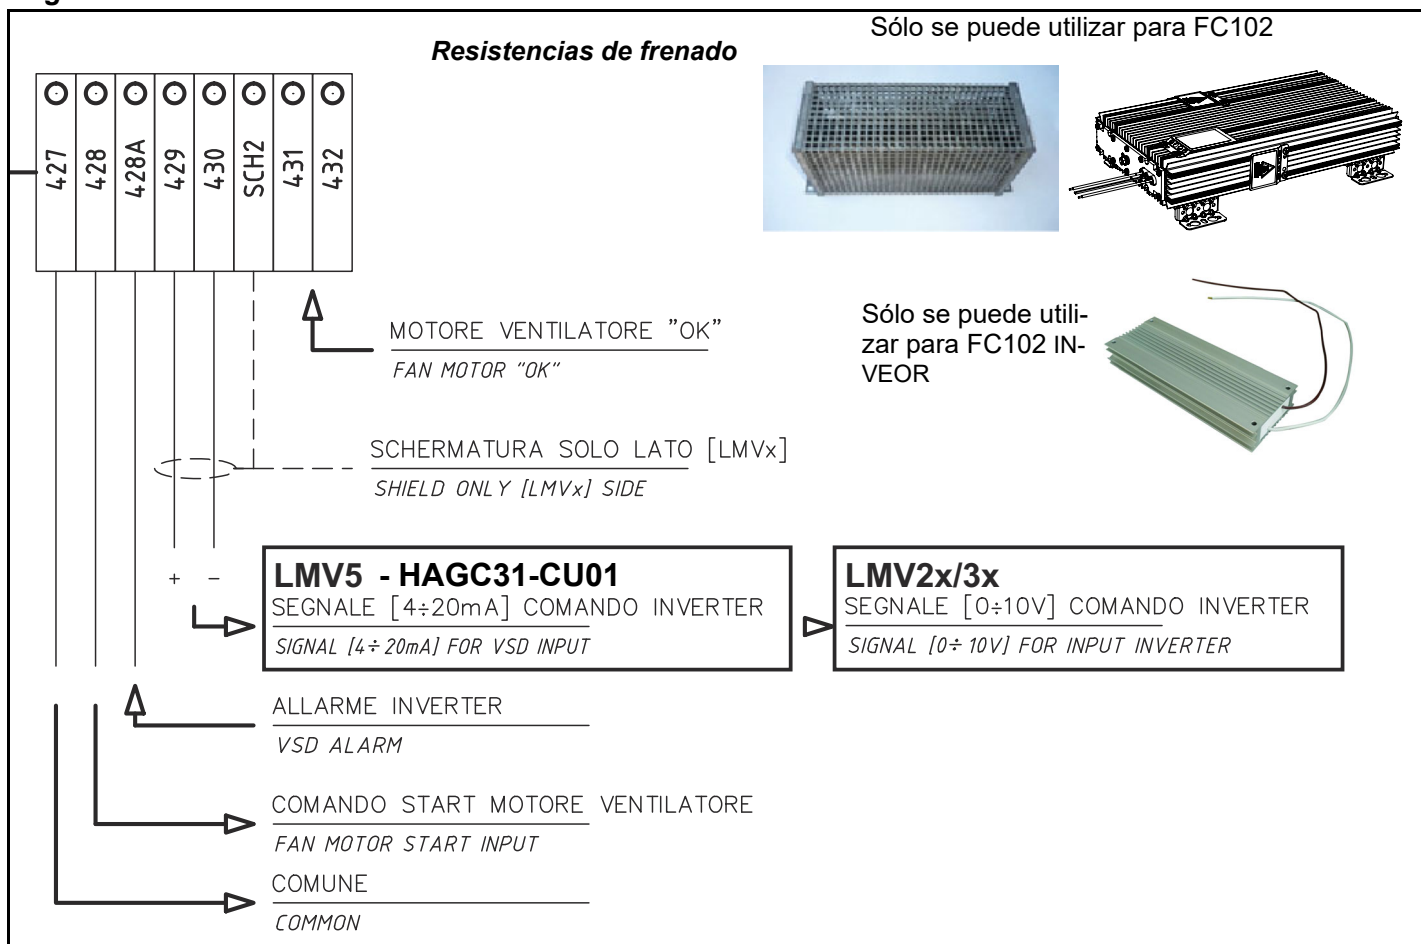 Resistencias de frenado
Sólo se puede utilizar para FC102
427
428
428A
429
430
SCH2
431
432
MOTORE VENTILATORE "OK"
FAN MOTOR "OK"
Sólo se puede utili-
zar para FC102 IN-
VEOR
SCHERMATURA SOLO LATO [LMVx]
SHIELD ONLY [LMVx] SIDE
+ -
LMV5 - HAGC31-CU01
SEGNALE [4÷20mA] COMANDO INVERTER
SIGNAL [4÷20mA] FOR VSD INPUT
LMV2x/3x
SEGNALE [0÷10V] COMANDO INVERTER
SIGNAL [0÷10V] FOR INPUT INVERTER
ALLARME INVERTER
VSD ALARM
COMANDO START MOTORE VENTILATORE
FAN MOTOR START INPUT
COMUNE
COMMON